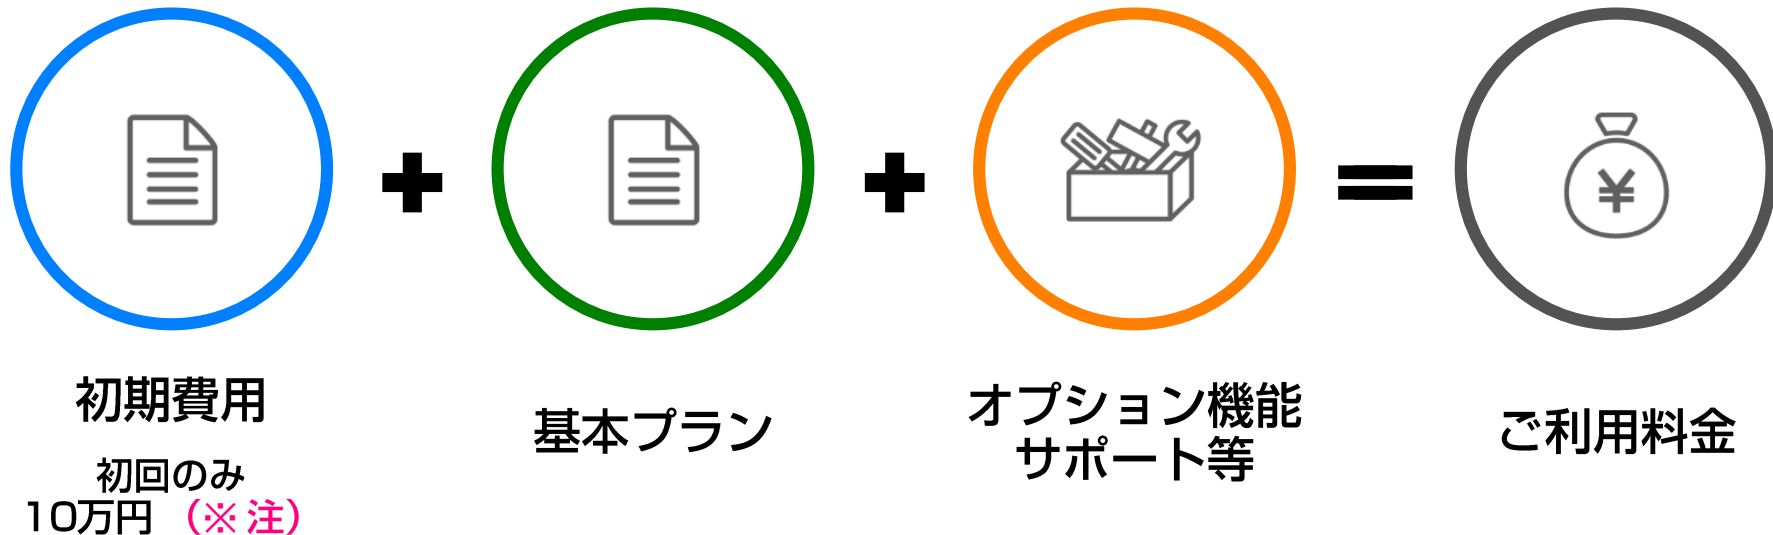 +
+
=
¥
初期費用
初回のみ
10万円 (※ 注)
基本プラン
オプション機能
サポート等
ご利用料金